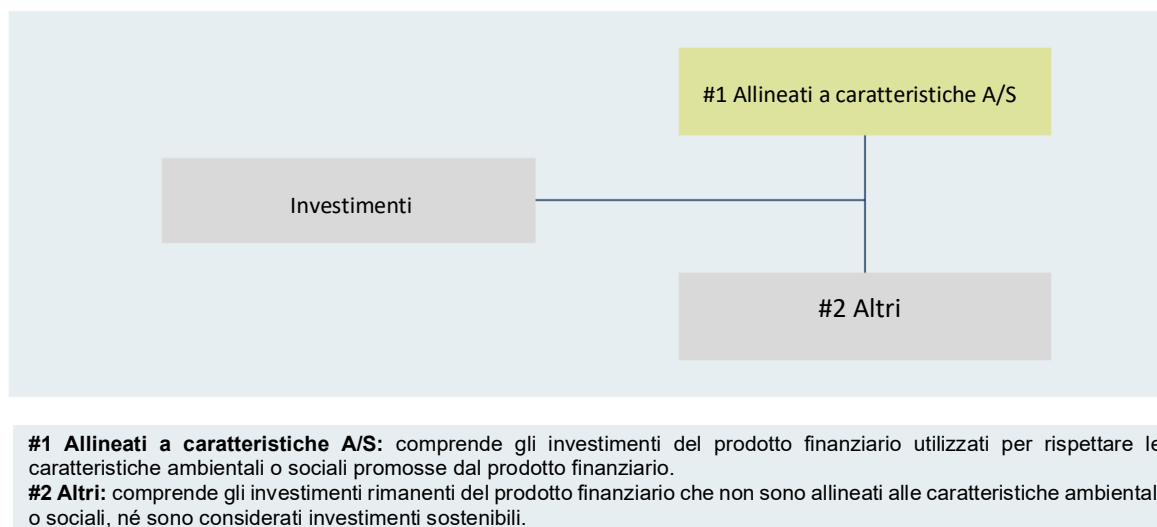 #1 Allineati a caratteristiche A/S
Investimenti
#2 Altri
#1 Allineati a caratteristiche A/S: comprende gli investimenti del prodotto finanziario utilizzati per rispettare le
caratteristiche ambientali o sociali promosse dal prodotto finanziario.
#2 Altri: comprende gli investimenti rimanenti del prodotto finanziario che non sono allineati alle caratteristiche ambiental
o sociali, né sono considerati investimenti sostenibili.